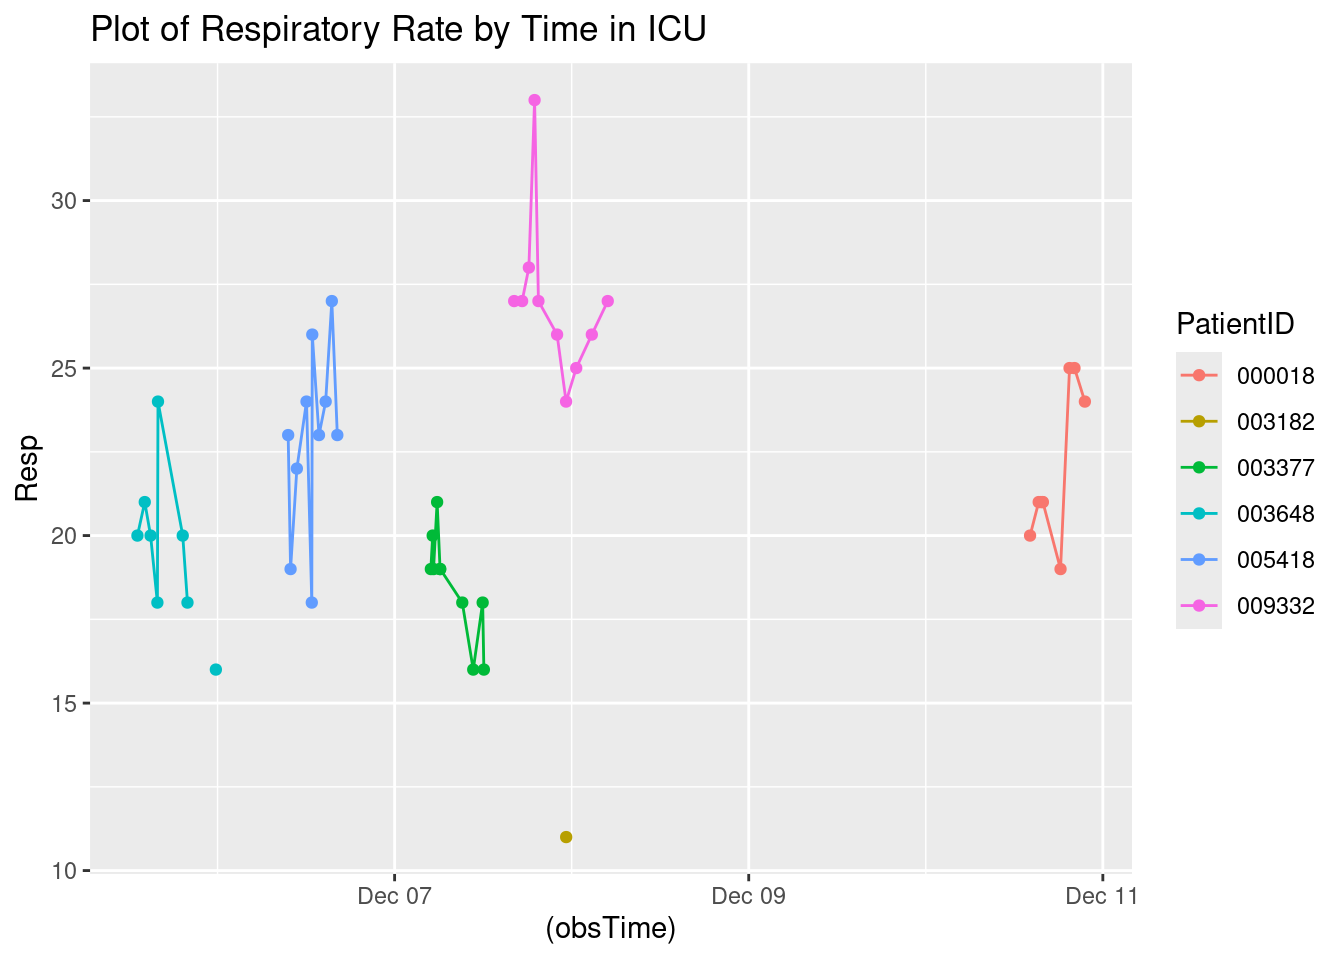 Plot of Respiratory Rate by Time in ICU
30
25
20
15
10
Resp
Dec 07
Dec 09
Dec 11
(obsTime)
PatientID
000018
003182
003377
003648
005418
009332